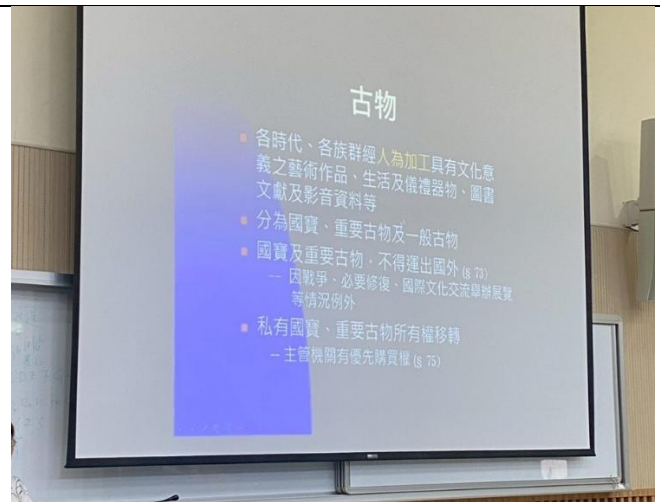 古物
各時代、各族群經人為加工具有文化意
義之藝術作品、生活及儀禮器物、圖書
文獻及影音資料等
分為國寶、重要古物及一般古物
國寶及重要古物，不得運出國外 (§ 73)
-- 因戰爭、必要修復、國際文化交流舉辦展覽
等情況例外
私有國寶、重要古物所有權移轉
-- 主管機關有優先購買權 (§ 75)